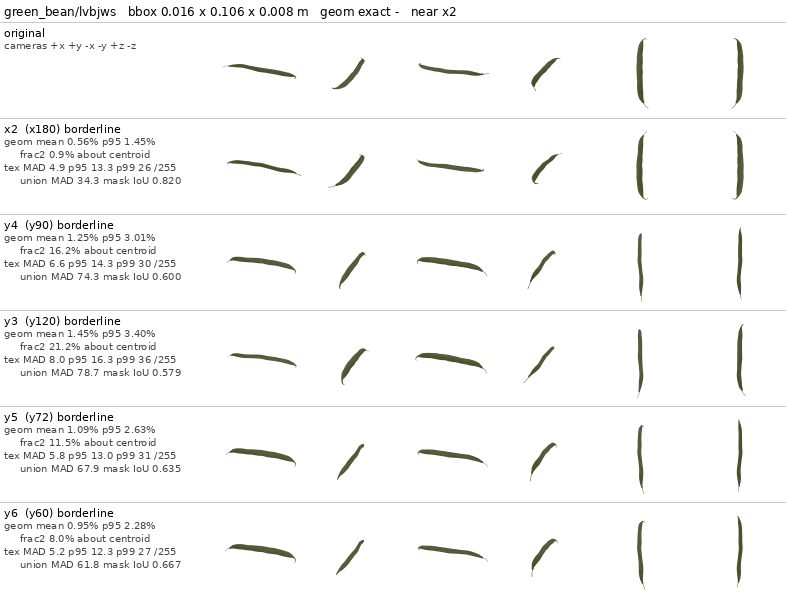 green_bean/lvbjws   bbox 0.016 x 0.106 x 0.008 m   geom exact -   near x2
original
cameras +x +y -x -y +z -z
x2  (x180) borderline
geom mean 0.56% p95 1.45%
frac2 0.9% about centroid
tex MAD 4.9 p95 13.3 p99 26 /255
union MAD 34.3 mask IoU 0.820
y4  (y90) borderline
geom mean 1.25% p95 3.01%
frac2 16.2% about centroid
tex MAD 6.6 p95 14.3 p99 30 /255
union MAD 74.3 mask IoU 0.600
y3  (y120) borderline
geom mean 1.45% p95 3.40%
frac2 21.2% about centroid
tex MAD 8.0 p95 16.3 p99 36 /255
union MAD 78.7 mask IoU 0.579
y5  (y72) borderline
geom mean 1.09% p95 2.63%
frac2 11.5% about centroid
tex MAD 5.8 p95 13.0 p99 31 /255
union MAD 67.9 mask IoU 0.635
y6  (y60) borderline
geom mean 0.95% p95 2.28%
frac2 8.0% about centroid
tex MAD 5.2 p95 12.3 p99 27 /255
union MAD 61.8 mask IoU 0.667